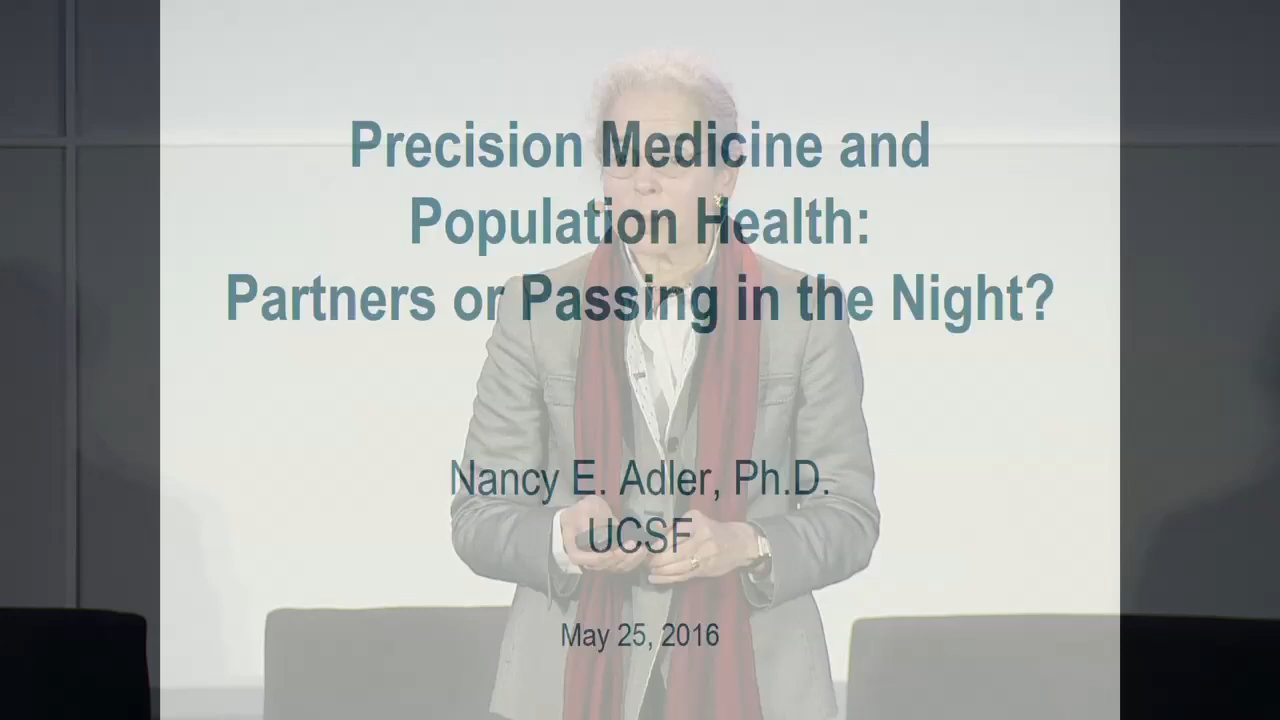 Precision Medicine and
Population Health:
Partners or Passing in the Night?
Nancy E. Adler, Ph.D.
UCSF
May 25, 2016